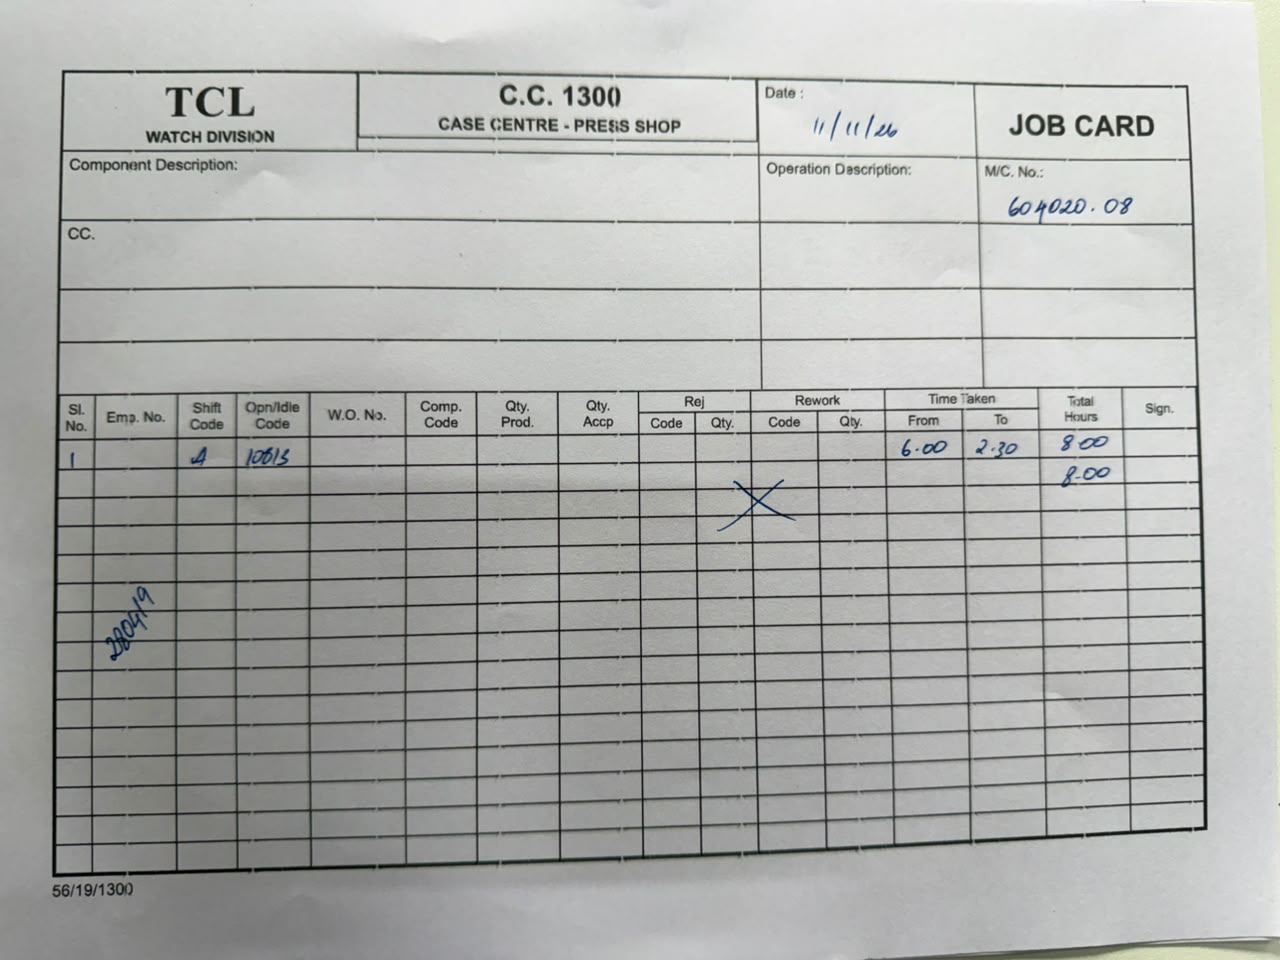 TCL
WATCH DIVISION
C.C. 1300
CASE CENTRE - PRESS SHOP
Date :
11/11/26
JOB CARD
Component Description:
Operation Description:
M/C. No.:
604020.08
CC.
Sl. No.
Emp. No.
Shift Code
Opn/Idle Code
W.O. No.
Comp. Code
Qty. Prod.
Qty. Accp
Rej
Code
Qty.
Rework
Code
Qty.
Time Taken
From
To
Total Hours
Sign.
1 A 10813 6.00 2.30 8.00
8.00
280419
56/19/1300